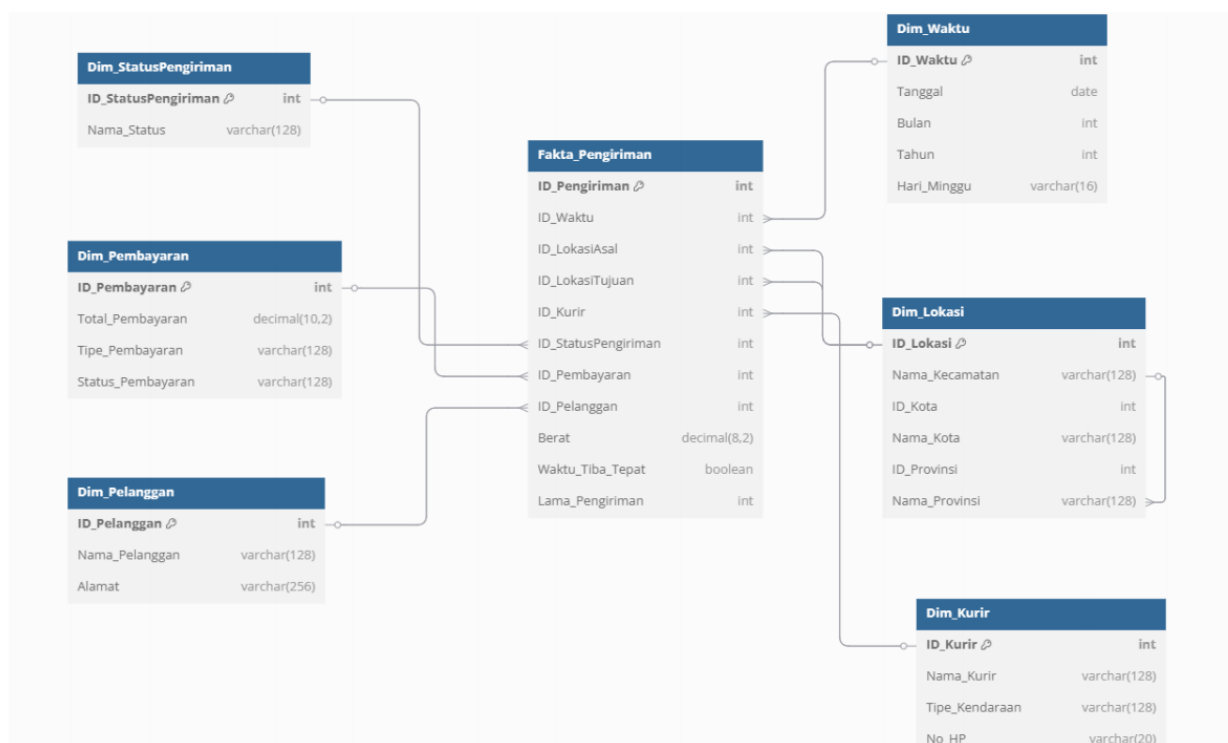 Dim_StatusPengiriman
ID_StatusPengiriman int
Nama_Status varchar(128)
Dim_Pembayaran
ID_Pembayaran int
Total_Pembayaran decimal(10,2)
Tipe_Pembayaran varchar(128)
Status_Pembayaran varchar(128)
Dim_Pelanggan
ID_Pelanggan int
Nama_Pelanggan varchar(128)
Alamat varchar(256)
Fakta_Pengiriman
ID_Pengiriman int
ID_Waktu int
ID_LokasiAsal int
ID_LokasiTujuan int
ID_Kurir int
ID_StatusPengiriman int
ID_Pembayaran int
ID_Pelanggan int
Berat decimal(8,2)
Waktu_Tiba_Tepat boolean
Lama_Pengiriman int
Dim_Waktu
ID_Waktu int
Tanggal date
Bulan int
Tahun int
Hari_Minggu varchar(16)
Dim_Lokasi
ID_Lokasi int
Nama_Kecamatan varchar(128)
ID_Kota int
Nama_Kota varchar(128)
ID_Provinsi int
Nama_Provinsi varchar(128)
Dim_Kurir
ID_Kurir int
Nama_Kurir varchar(128)
Tipe_Kendaraan varchar(128)
No_HP varchar(20)